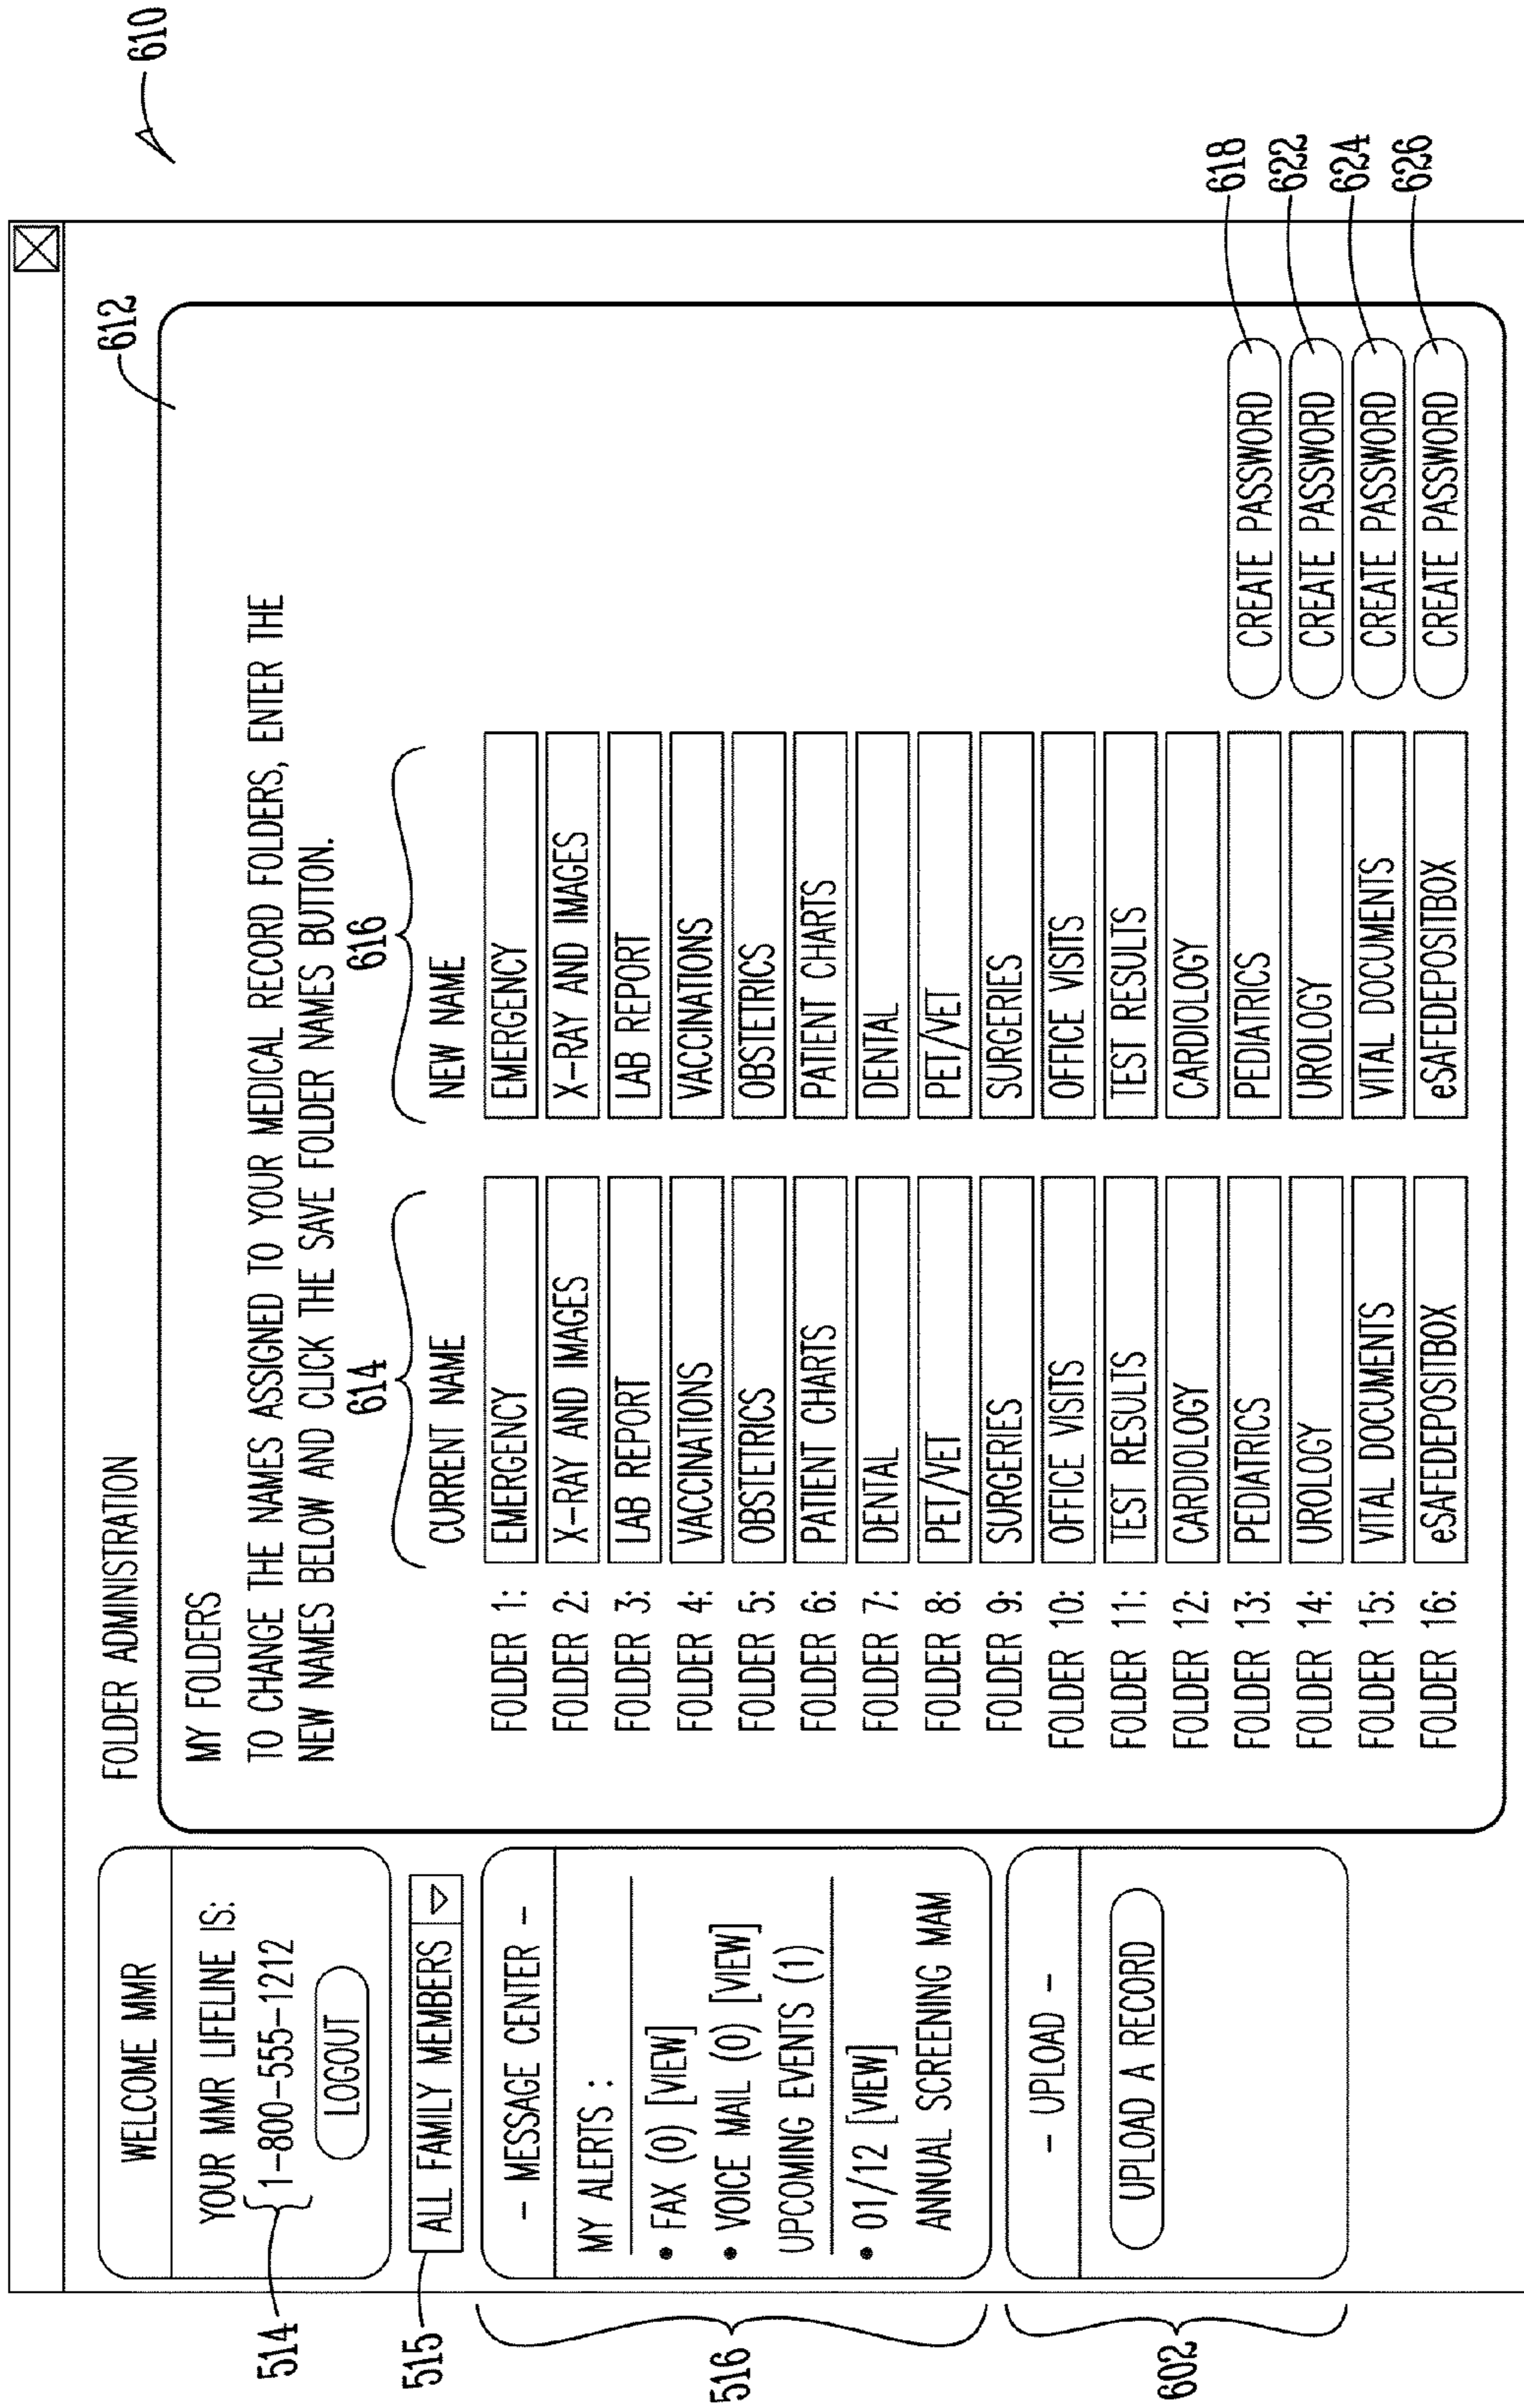 610
WELCOME MMR
YOUR MMR LIFELINE IS:
514
1-800-555-1212
LOGOUT
515
ALL FAMILY MEMBERS
516
- MESSAGE CENTER -
MY ALERTS :
• FAX (0) [VIEW]
• VOICE MAIL (0) [VIEW]
UPCOMING EVENTS (1)
• 01/12 [VIEW]
ANNUAL SCREENING MAM
602
- UPLOAD -
UPLOAD A RECORD
FOLDER ADMINISTRATION
612
MY FOLDERS
TO CHANGE THE NAMES ASSIGNED TO YOUR MEDICAL RECORD FOLDERS, ENTER THE
NEW NAMES BELOW AND CLICK THE SAVE FOLDER NAMES BUTTON.
614 616
CURRENT NAME NEW NAME
FOLDER 1: EMERGENCY EMERGENCY
FOLDER 2: X-RAY AND IMAGES X-RAY AND IMAGES
FOLDER 3: LAB REPORT LAB REPORT
FOLDER 4: VACCINATIONS VACCINATIONS
FOLDER 5: OBSTETRICS OBSTETRICS
FOLDER 6: PATIENT CHARTS PATIENT CHARTS
FOLDER 7: DENTAL DENTAL
FOLDER 8: PET/VET PET/VET
FOLDER 9: SURGERIES SURGERIES
FOLDER 10: OFFICE VISITS OFFICE VISITS
FOLDER 11: TEST RESULTS TEST RESULTS
FOLDER 12: CARDIOLOGY CARDIOLOGY
FOLDER 13: PEDIATRICS PEDIATRICS CREATE PASSWORD 618
FOLDER 14: UROLOGY UROLOGY CREATE PASSWORD 622
FOLDER 15: VITAL DOCUMENTS VITAL DOCUMENTS CREATE PASSWORD 624
FOLDER 16: eSAFEDEPOSITBOX eSAFEDEPOSITBOX CREATE PASSWORD 626